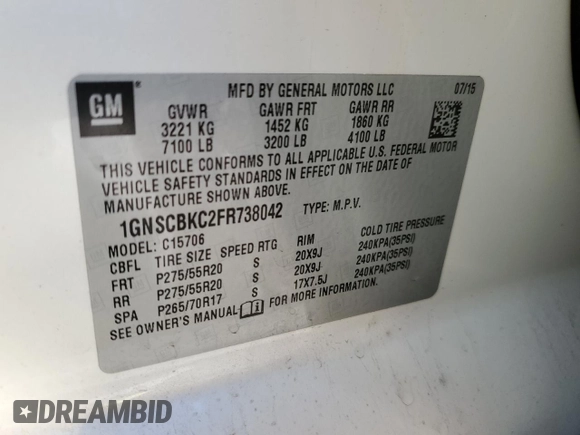 GM
MFD BY GENERAL MOTORS LLC 07/15
GVWR GAWR FRT GAWR RR
3221 KG 1452 KG 1860 KG
7100 LB 3200 LB 4100 LB
THIS VEHICLE CONFORMS TO ALL APPLICABLE U.S. FEDERAL MOTOR
VEHICLE SAFETY STANDARDS IN EFFECT ON THE DATE OF
MANUFACTURE SHOWN ABOVE.
1GNSCBKC2FR738042 TYPE: M.P.V.
MODEL: C15706
CBFL TIRE SIZE SPEED RTG RIM COLD TIRE PRESSURE
FRT P275/55R20 S 20X9J 240KPA(35PSI)
RR P275/55R20 S 20X9J 240KPA(35PSI)
SPA P265/70R17 S 17X7.5J 240KPA(35PSI)
SEE OWNER'S MANUAL FOR MORE INFORMATION.
DREAMBID